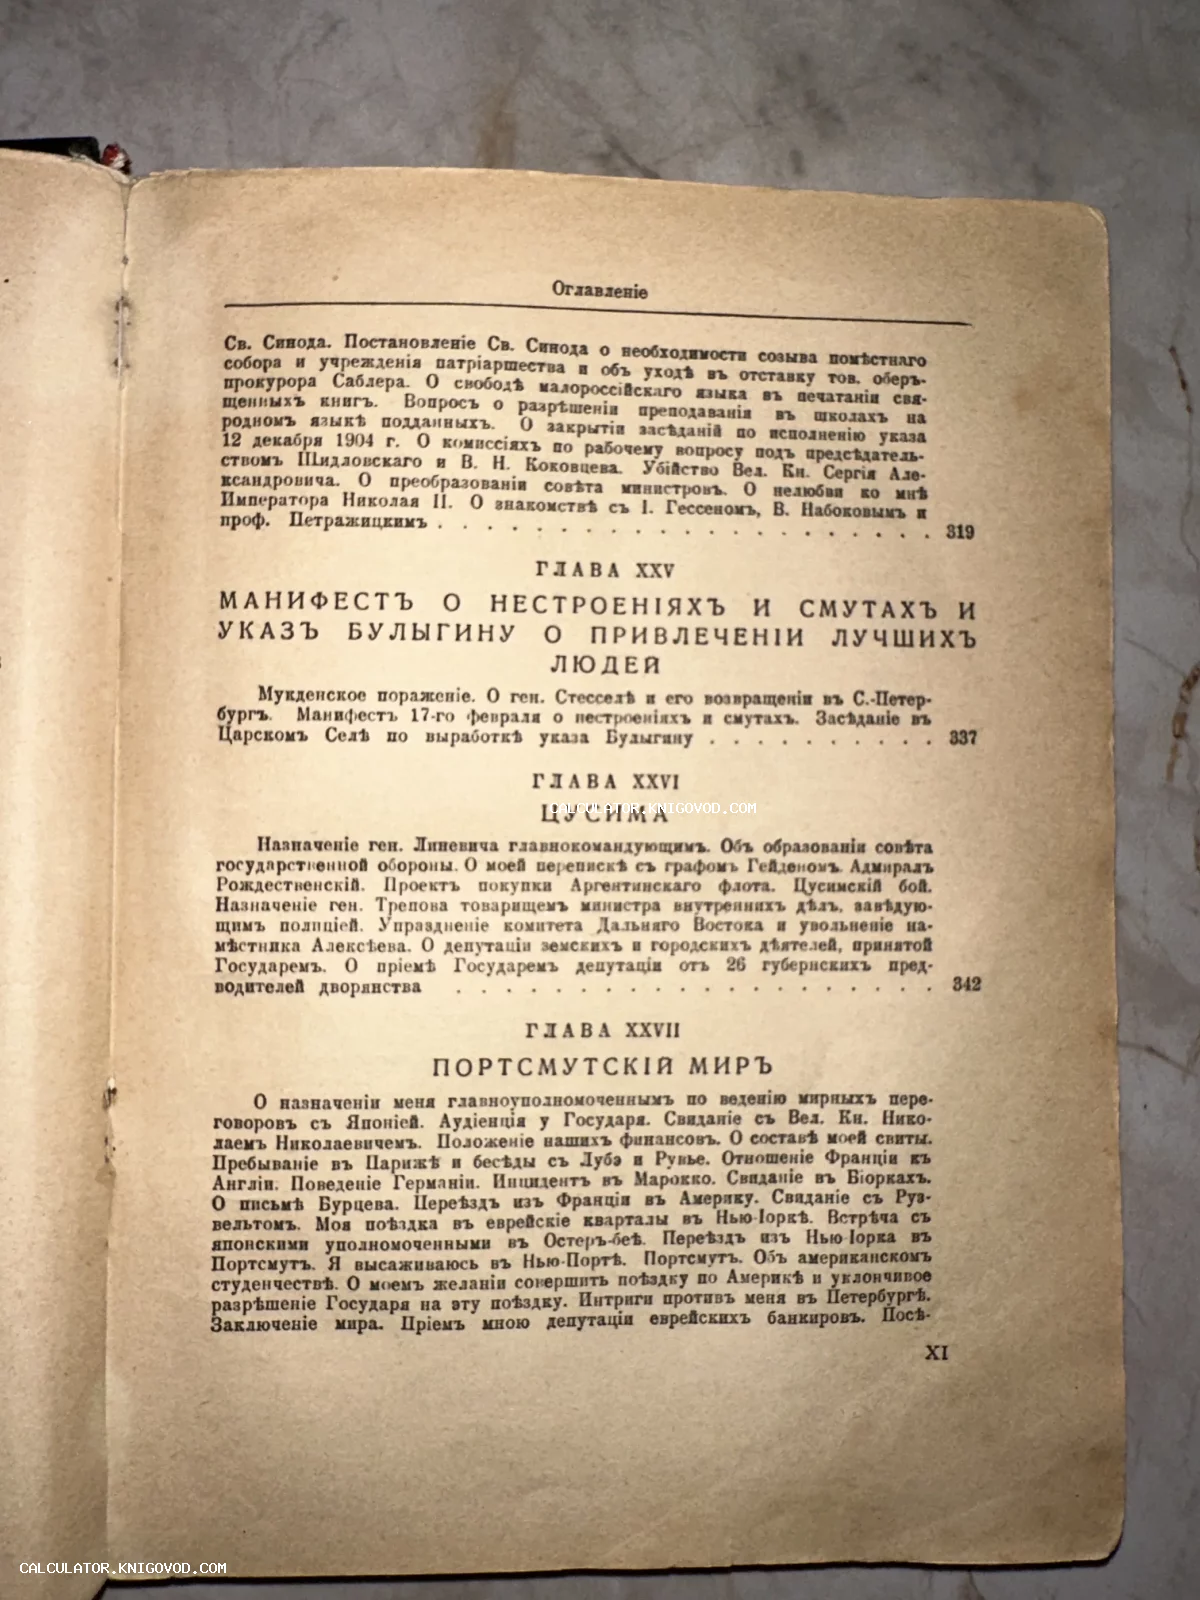 Оглавленіе
Св. Синода. Постановленіе Св. Синода о необходимости созыва помѣстнаго
собора и учрежденія патріаршества и объ уходѣ въ отставку тов. оберъ-
прокурора Саблера. О свободѣ малороссійскаго языка въ печатаніи свя-
щенныхъ книгъ. Вопросъ о разрѣшеніи преподаванія въ школахъ на
родномъ языкѣ подданныхъ. О закрытіи засѣданій по исполненію указа
12 декабря 1904 г. О комиссіяхъ по рабочему вопросу подъ предсѣдатель-
ствомъ Шидловскаго и В. Н. Коковцева. Убійство Вел. Кн. Сергія Але-
ксандровича. О преобразованіи совѣта министровъ. О нелюбви ко мнѣ
Императора Николая II. О знакомствѣ съ І. Гессеномъ, В. Набоковымъ и
проф. Петражицкимъ . . . . . . . . . . . . . . . . . . . . 319
ГЛАВА XXV
МАНИФЕСТЪ О НЕСТРОЕНІЯХЪ И СМУТАХЪ И
УКАЗЪ БУЛЫГИНУ О ПРИВЛЕЧЕНІИ ЛУЧШИХЪ
ЛЮДЕЙ
Мукденское пораженіе. О ген. Стесселѣ и его возвращеніи въ С.-Петер-
бургъ. Манифестъ 17-го февраля о нестроеніяхъ и смутахъ. Засѣданіе въ
Царскомъ Селѣ по выработкѣ указа Булыгину . . . . . . . . . . 337
ГЛАВА XXVI
ЦУСИМА
CALCULATOR.KNIGOVOD.COM
Назначеніе ген. Линевича главнокомандующимъ. Объ образованіи совѣта
государственной обороны. О моей перепискѣ съ графомъ Гейденомъ. Адмиралъ
Рождественскій. Проектъ покупки Аргентинскаго флота. Цусимскій бой.
Назначеніе ген. Трепова товарищемъ министра внутреннихъ дѣлъ, завѣдую-
щимъ полиціей. Упраздненіе комитета Дальняго Востока и увольненіе на-
мѣстника Алексѣева. О депутаціи земскихъ и городскихъ дѣятелей, принятой
Государемъ. О пріемѣ Государемъ депутаціи отъ 26 губернскихъ пред-
водителей дворянства . . . . . . . . . . . . . . . . . . . . 342
ГЛАВА XXVII
ПОРТСМУТСКІЙ МИРЪ
О назначеніи меня главноуполномоченнымъ по веденію мирныхъ пере-
говоровъ съ Японіей. Аудіенція у Государя. Свиданіе съ Вел. Кн. Нико-
лаемъ Николаевичемъ. Положеніе нашихъ финансовъ. О составѣ моей свиты.
Пребываніе въ Парижѣ и бесѣды съ Лубэ и Рувье. Отношеніе Франціи къ
Англіи. Поведеніе Германіи. Инцидентъ въ Марокко. Свиданіе въ Біоркахъ.
О письмѣ Бурцева. Переѣздъ изъ Франціи въ Америку. Свиданіе съ Руз-
вельтомъ. Моя поѣздка въ еврейскіе кварталы въ Нью-Іоркѣ. Встрѣча съ
японскими уполномоченными въ Остеръ-беѣ. Переѣздъ изъ Нью-Іорка въ
Портсмутъ. Я высаживаюсь въ Нью-Портѣ. Портсмутъ. Объ американскомъ
студенчествѣ. О моемъ желаніи совершить поѣздку по Америкѣ и уклончивое
разрѣшеніе Государя на эту поѣздку. Интриги противъ меня въ Петербургѣ.
Заключеніе мира. Пріемъ мною депутаціи еврейскихъ банкировъ. Посѣ-
XI
CALCULATOR.KNIGOVOD.COM